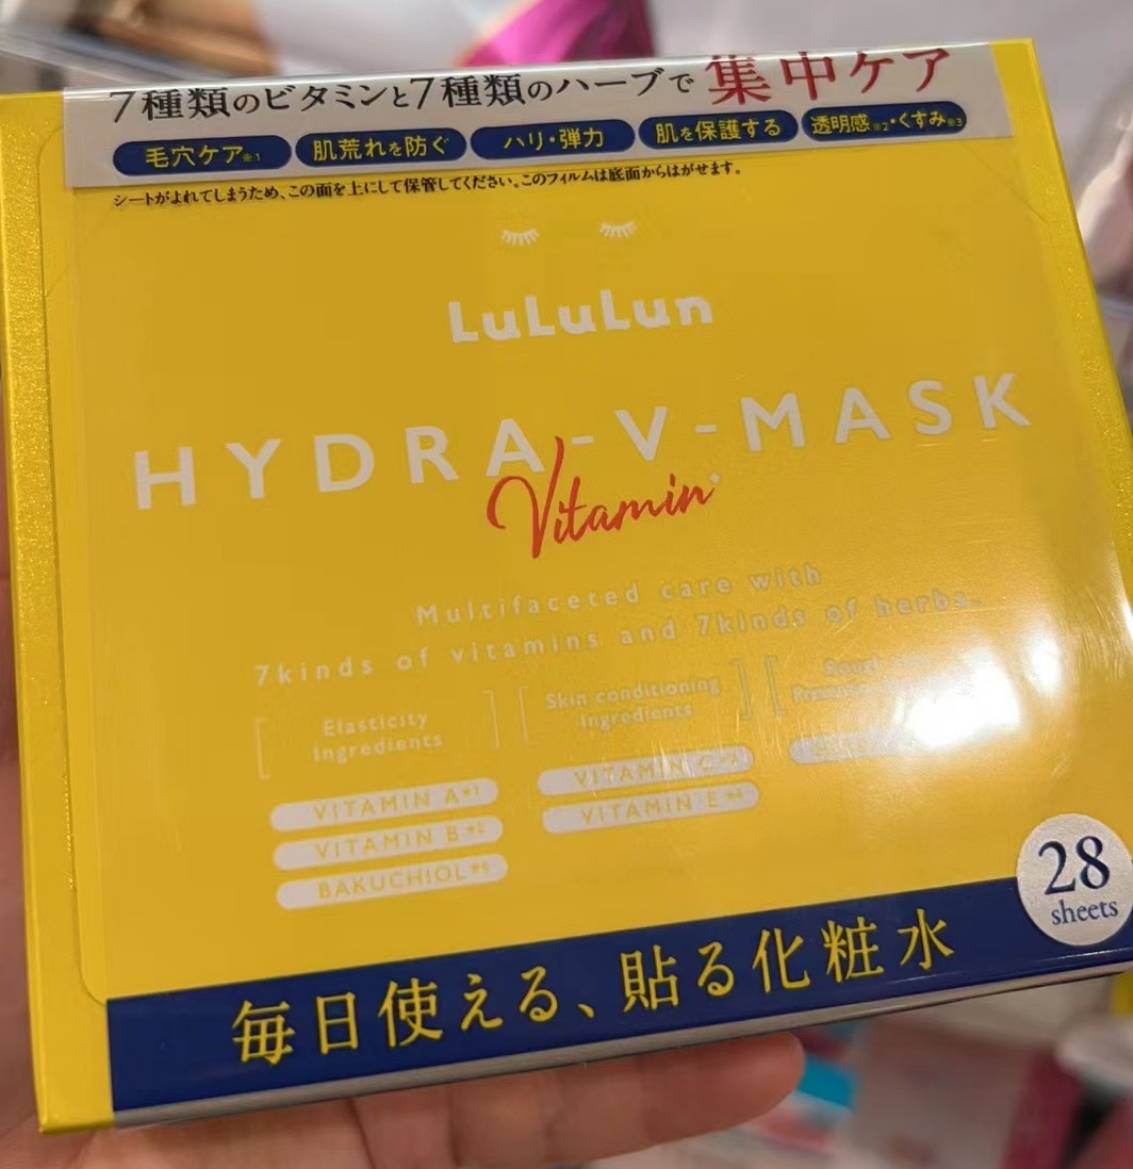 7種類のビタミンと7種類のハーブで 集中ケア
毛穴ケア※1 肌荒れを防ぐ ハリ・弾力 肌を保護する 透明感※2・くすみ※3
シートがよれてしまうため、この面を上にして保管してください。このフィルムは底面からはがせます。
LuLuLun
HYDRA-V-MASK
Vitamin
Multifaceted care with
7kinds of vitamins and 7kinds of herbs.
Elasticity
ingredients
Skin conditioning
ingredients
VITAMIN A
VITAMIN B
BAKUCHIOL
VITAMIN C
VITAMIN E
28
sheets
毎日使える、貼る化粧水